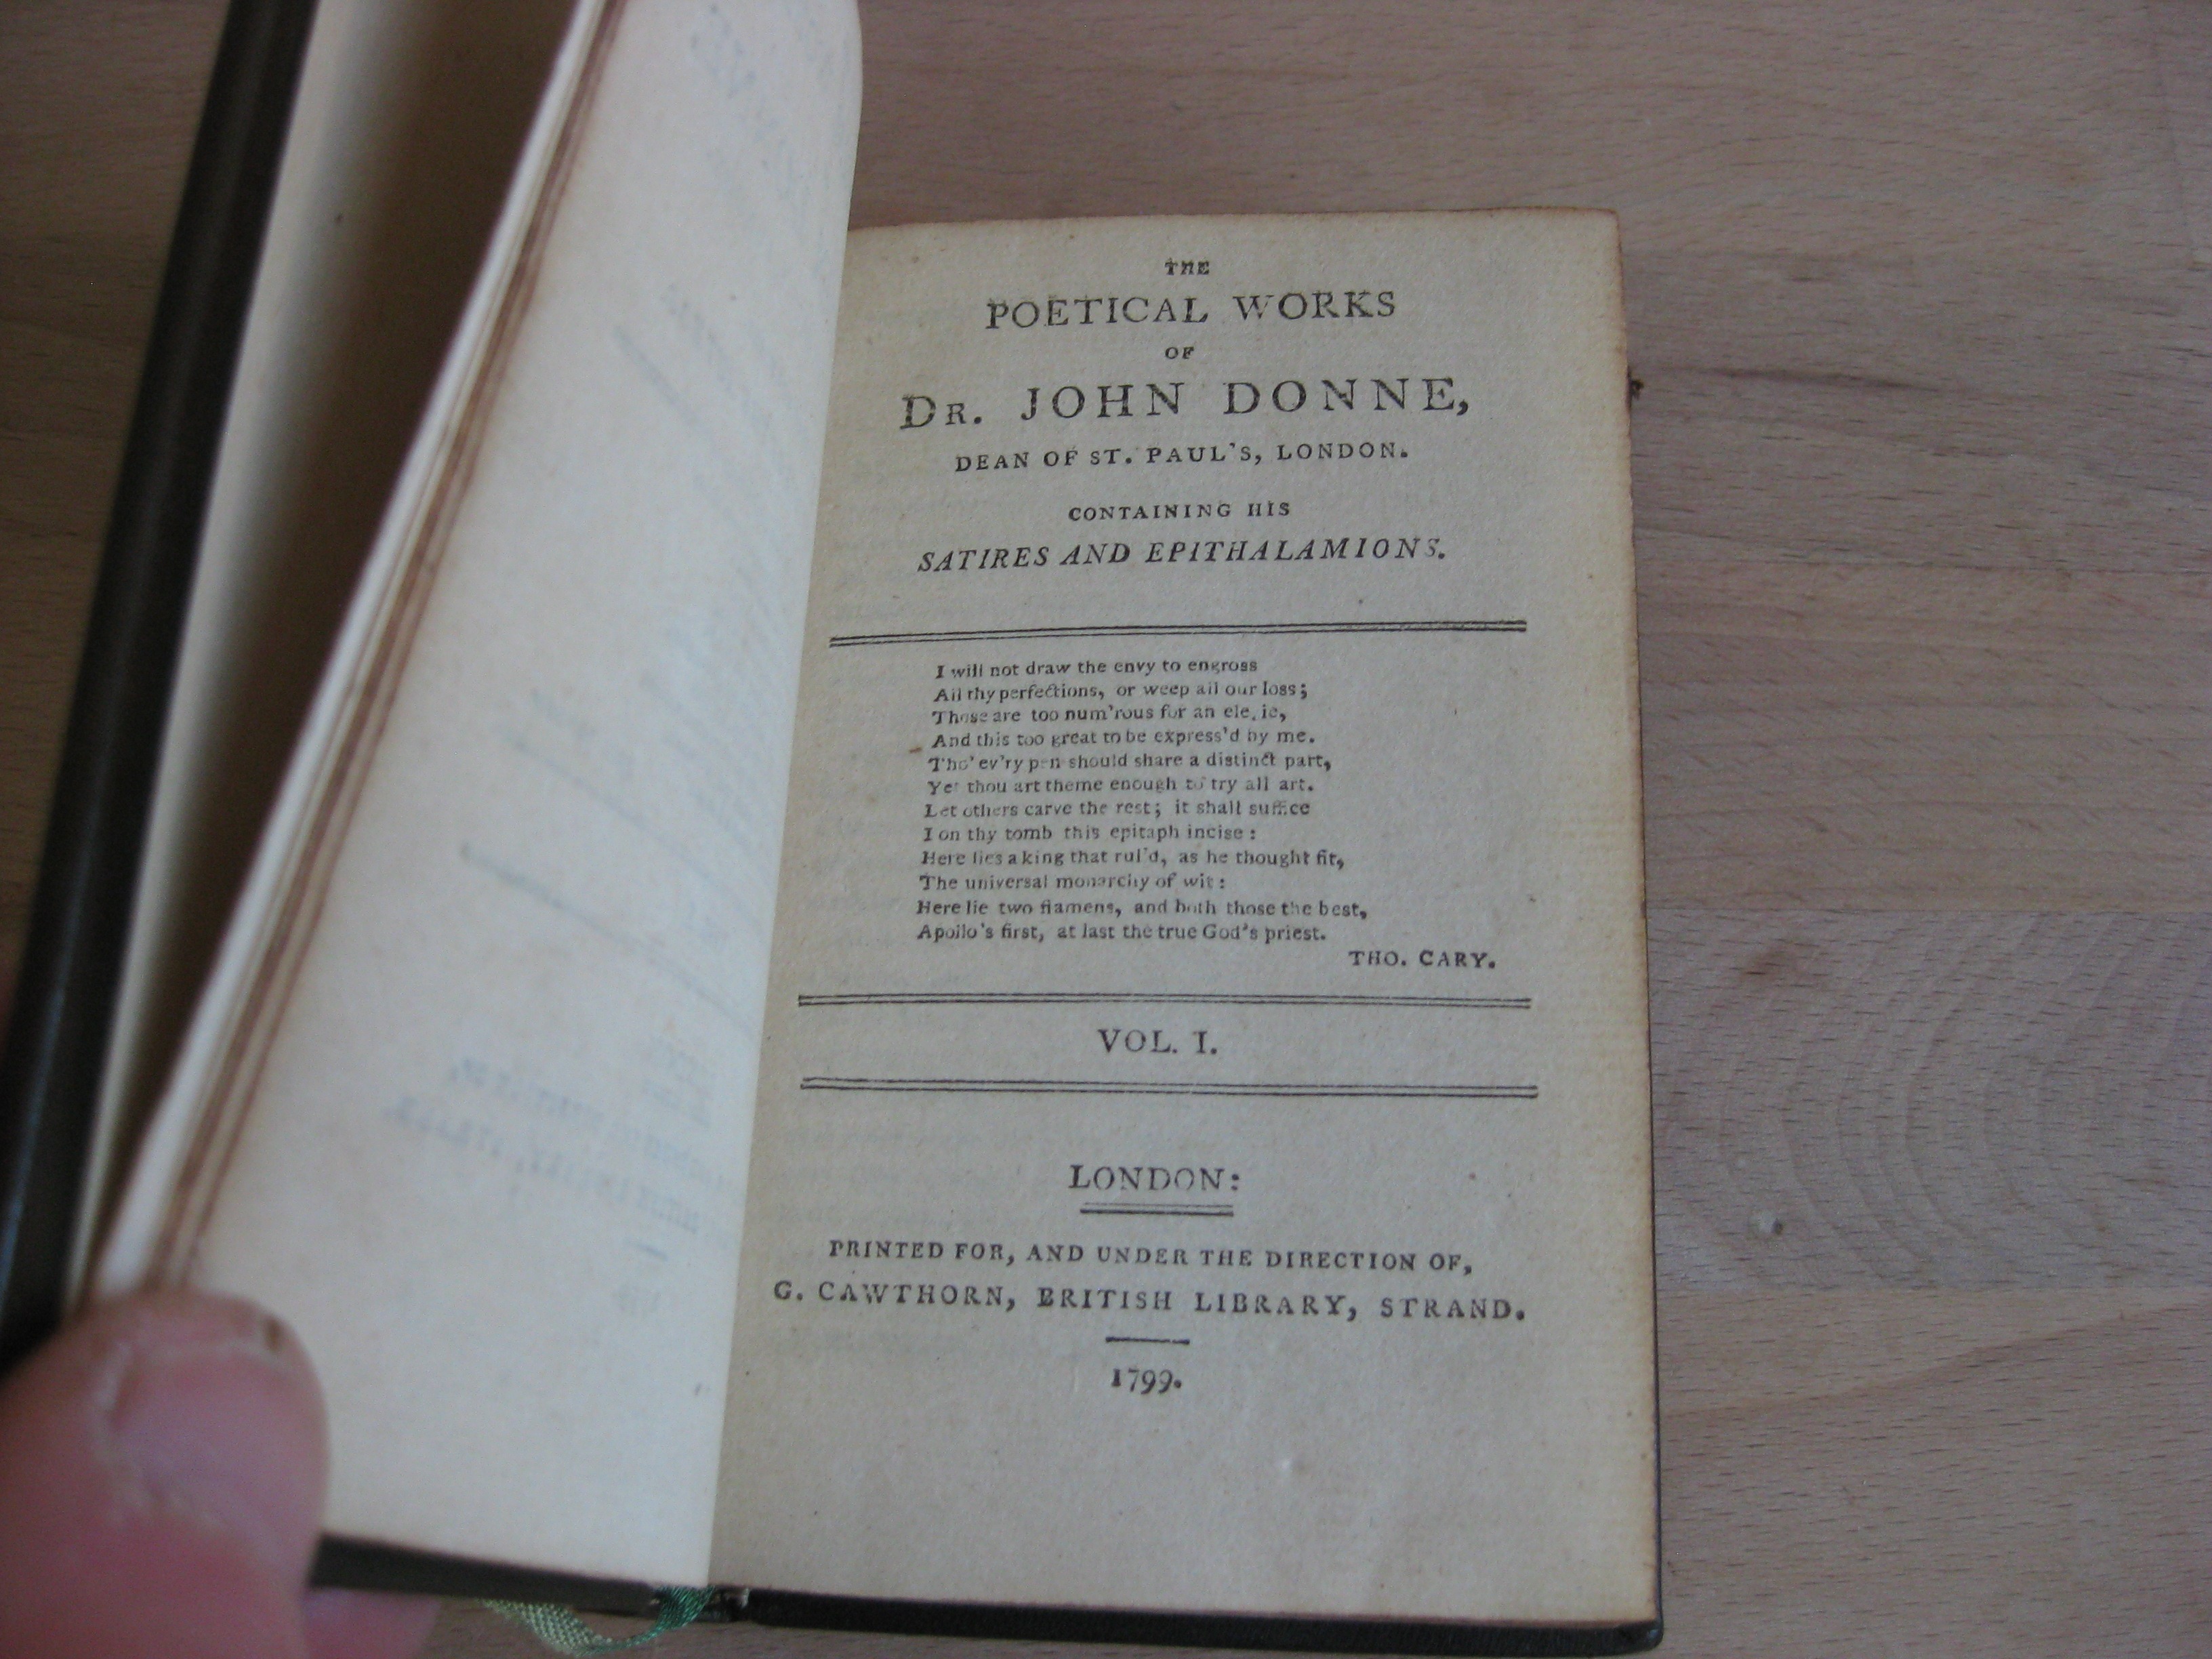 THE
POETICAL WORKS
OF
DR. JOHN DONNE,
DEAN OF ST. PAUL'S, LONDON.
CONTAINING HIS
SATIRES AND EPITHALAMIONS.
I will not draw the envy to engross
All thy perfections, or weep all our loss;
Those are too num'rous for an
And this too great to be express'd by me.
Tho' ev'ry pen should share a distinct part,
Yet thou art theme enough to try all art.
Let others carve the rest; it shall suffice
I on thy tomb this epitaph incise:
Here lies a king that rul'd, as he thought fit,
The universal monarchy of wit:
Here lie two flamens, and both those the best,
Apollo's first, at last the true God's priest.
THO. CARY.
VOL. I.
LONDON:
PRINTED FOR, AND UNDER THE DIRECTION OF,
G. CAWTHORN, BRITISH LIBRARY, STRAND.
1799.